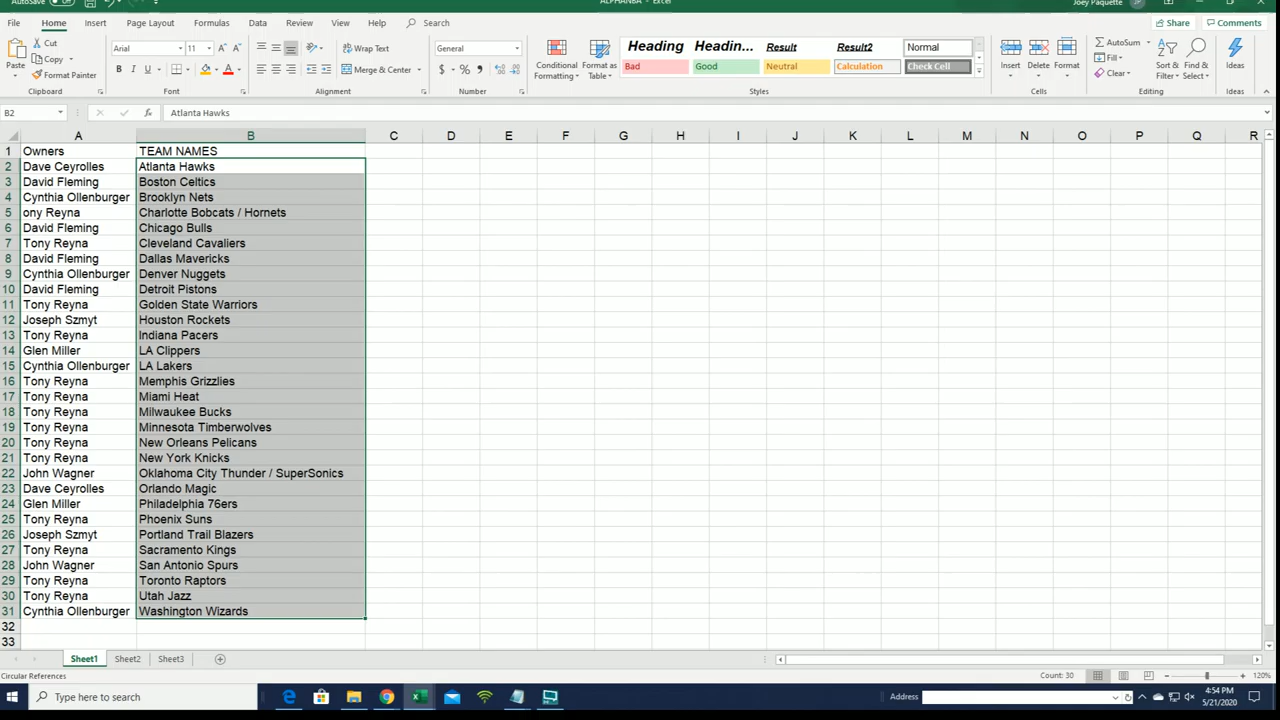 AutoSave Off ALPHANBA - Excel Joey Paquette JP
File Home Insert Page Layout Formulas Data Review View Help Search Share Comments
Paste Cut Copy Format Painter Clipboard
Arial 11 A A B I U A Font
Wrap Text Merge & Center Alignment
General $ % , Number
Conditional Formatting Format as Table
Heading Headin... Result Result2 Normal
Bad Good Neutral Calculation Check Cell
Styles
Insert Delete Format Cells
AutoSum Fill Clear Sort & Filter Find & Select Editing
Ideas Ideas
B2 fx Atlanta Hawks
A B C D E F G H I J K L M N O P Q R
1 Owners TEAM NAMES
2 Dave Ceyrolles Atlanta Hawks
3 David Fleming Boston Celtics
4 Cynthia Ollenburger Brooklyn Nets
5 ony Reyna Charlotte Bobcats / Hornets
6 David Fleming Chicago Bulls
7 Tony Reyna Cleveland Cavaliers
8 David Fleming Dallas Mavericks
9 Cynthia Ollenburger Denver Nuggets
10 David Fleming Detroit Pistons
11 Tony Reyna Golden State Warriors
12 Joseph Szmyt Houston Rockets
13 Tony Reyna Indiana Pacers
14 Glen Miller LA Clippers
15 Cynthia Ollenburger LA Lakers
16 Tony Reyna Memphis Grizzlies
17 Tony Reyna Miami Heat
18 Tony Reyna Milwaukee Bucks
19 Tony Reyna Minnesota Timberwolves
20 Tony Reyna New Orleans Pelicans
21 Tony Reyna New York Knicks
22 John Wagner Oklahoma City Thunder / SuperSonics
23 Dave Ceyrolles Orlando Magic
24 Glen Miller Philadelphia 76ers
25 Tony Reyna Phoenix Suns
26 Joseph Szmyt Portland Trail Blazers
27 Tony Reyna Sacramento Kings
28 John Wagner San Antonio Spurs
29 Tony Reyna Toronto Raptors
30 Tony Reyna Utah Jazz
31 Cynthia Ollenburger Washington Wizards
32
33
Sheet1 Sheet2 Sheet3
Circular References Count: 30 120%
Type here to search Address 4:54 PM
5/21/2020